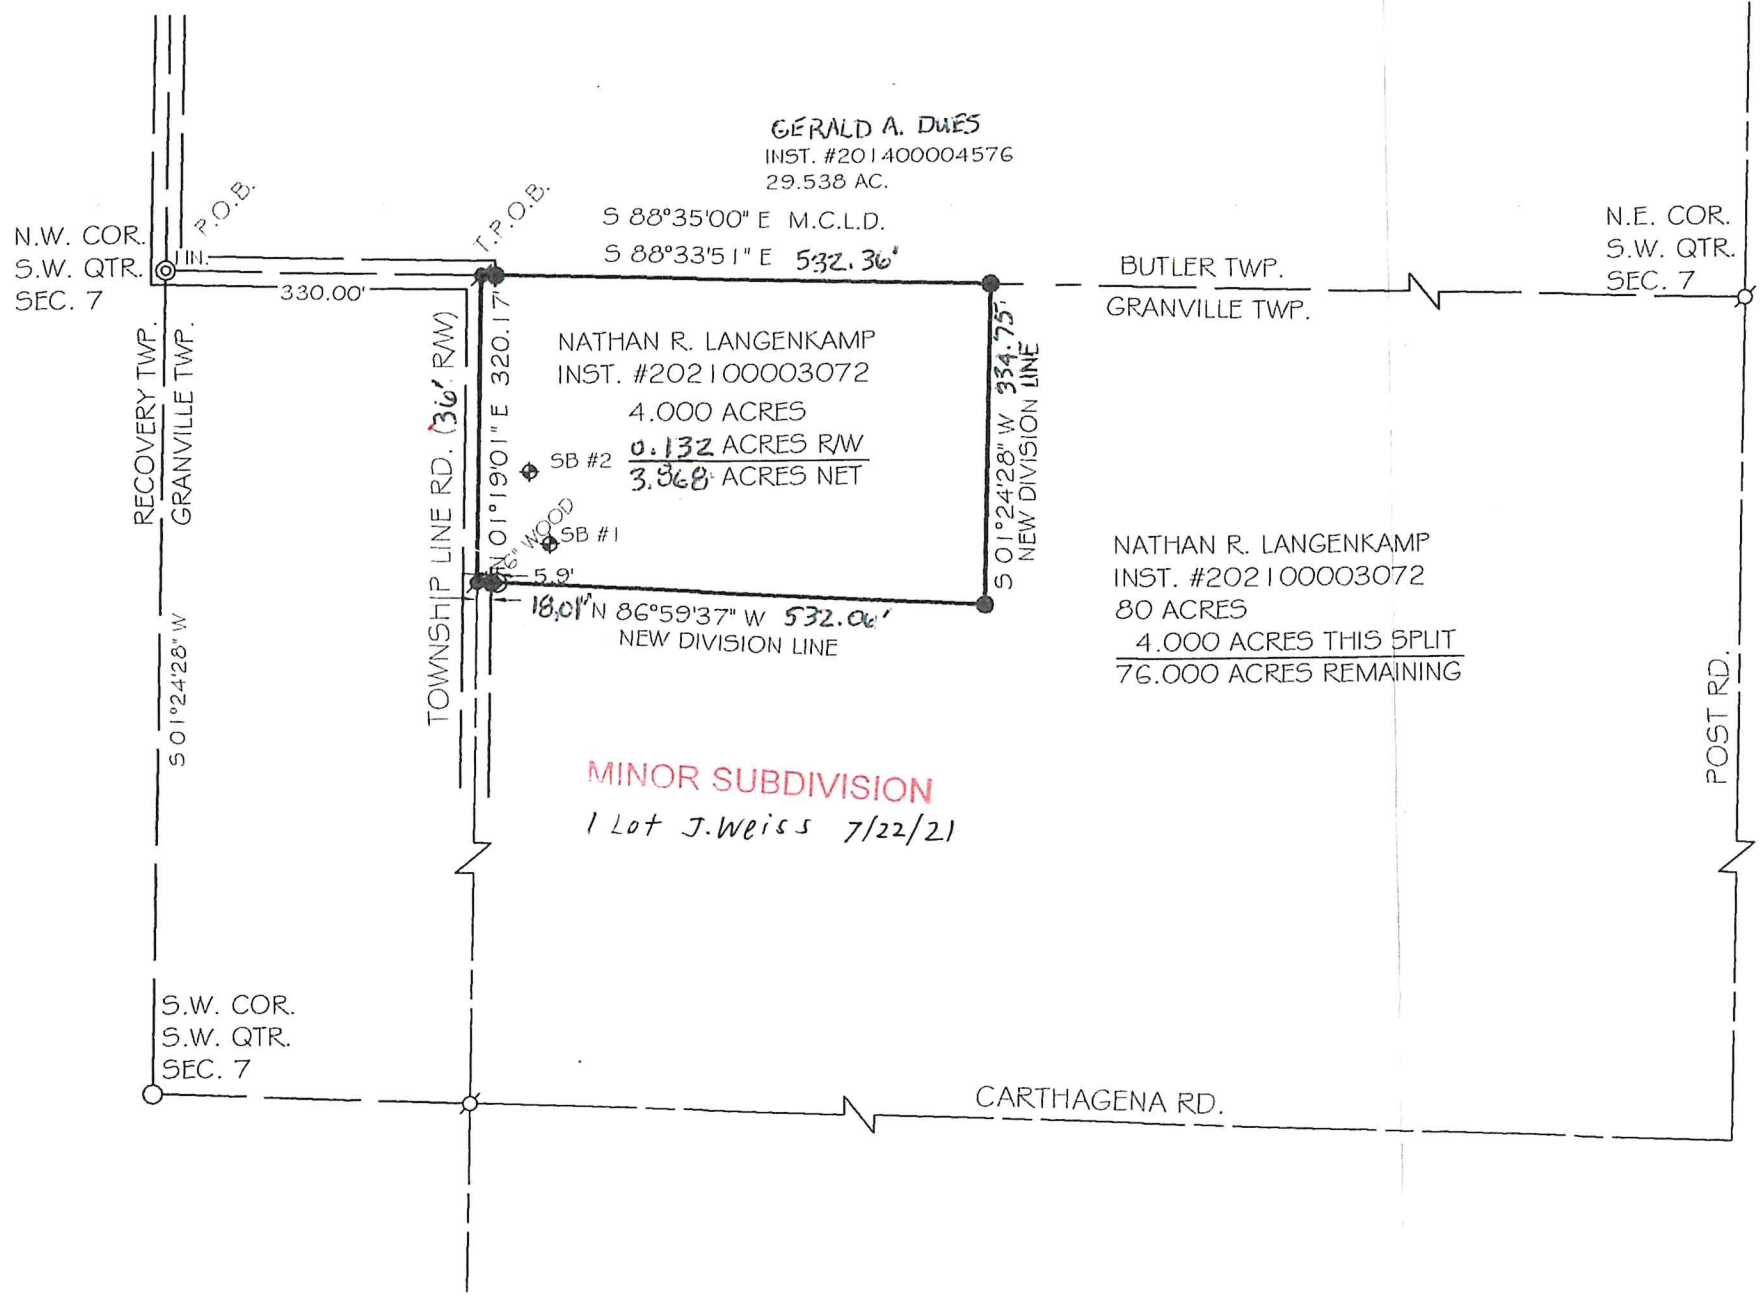 GERALD A. DUES
INST. #201400004576
29.538 AC.
S 88°35'00" E M.C.L.D.
S 88°33'51" E 532.36'
P.O.B.
T.P.O.B.
N.W. COR.
S.W. QTR.
SEC. 7
1 IN.
330.00'
N.E. COR.
S.W. QTR.
SEC. 7
BUTLER TWP.
GRANVILLE TWP.
RECOVERY TWP.
GRANVILLE TWP.
S 01°24'28" W
TOWNSHIP LINE RD. (36' R/W)
N 01°19'01" E 320.17'
NATHAN R. LANGENKAMP
INST. #202100003072
4.000 ACRES
0.132 ACRES R/W
3.868 ACRES NET
SB #2
SB #1
6" WOOD
5.9'
18.01'
N 86°59'37" W 532.06'
NEW DIVISION LINE
S 01°24'28" W 334.75'
NEW DIVISION LINE
NATHAN R. LANGENKAMP
INST. #202100003072
80 ACRES
4.000 ACRES THIS SPLIT
76.000 ACRES REMAINING
POST RD.
MINOR SUBDIVISION
1 Lot J. Weiss 7/22/21
S.W. COR.
S.W. QTR.
SEC. 7
CARTHAGENA RD.